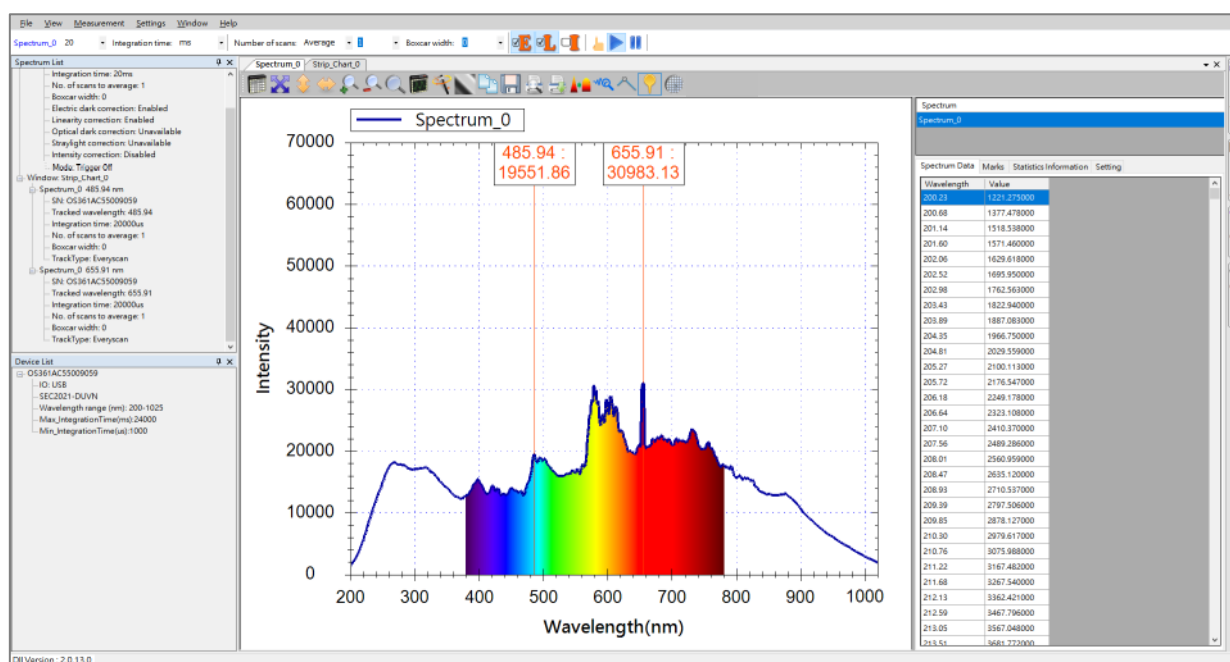 File View Measurement Settings Window Help
Spectrum_0 20 Integration time: ms Number of scans: Average 1 Boxcar width: 0
Spectrum List
Integration time: 20ms
No. of scans to average: 1
Boxcar width: 0
Electric dark correction: Enabled
Linearity correction: Enabled
Optical dark correction: Unavailable
Straylight correction: Unavailable
Intensity correction: Disabled
Mode: Trigger Off
Window: Strip_Chart_0
Spectrum_0 485.94 nm
SN: OS361AC55009059
Tracked wavelength: 485.94
Integration time: 20000us
No. of scans to average: 1
Boxcar width: 0
TrackType: Everyscan
Spectrum_0 655.91 nm
SN: OS361AC55009059
Tracked wavelength: 655.91
Integration time: 20000us
No. of scans to average: 1
Boxcar width: 0
TrackType: Everyscan
Device List
OS361AC55009059
IO: USB
SEC2021-DUVN
Wavelength range (nm): 200-1025
Max_IntegrationTime(ms):24000
Min_IntegrationTime(us):1000
Spectrum_0 Strip_Chart_0
Spectrum_0
485.94 :
19551.86
655.91 :
30983.13
70000
60000
50000
40000
30000
20000
10000
0
Intensity
200 300 400 500 600 700 800 900 1000
Wavelength(nm)
Spectrum
Spectrum_0
Spectrum Data Marks Statistics Information Setting
Wavelength Value
200.23 1221.275000
200.68 1377.478000
201.14 1518.538000
201.60 1571.460000
202.06 1629.618000
202.52 1695.950000
202.98 1762.563000
203.43 1822.940000
203.89 1887.083000
204.35 1966.750000
204.81 2029.559000
205.27 2100.113000
205.72 2176.547000
206.18 2249.178000
206.64 2323.108000
207.10 2410.370000
207.56 2489.286000
208.01 2560.959000
208.47 2635.120000
208.93 2710.537000
209.39 2797.506000
209.85 2878.127000
210.30 2979.617000
210.76 3075.988000
211.22 3167.482000
211.68 3267.540000
212.13 3362.421000
212.59 3467.796000
213.05 3567.048000
213.51 3681.772000
Dll Version : 2.0.13.0